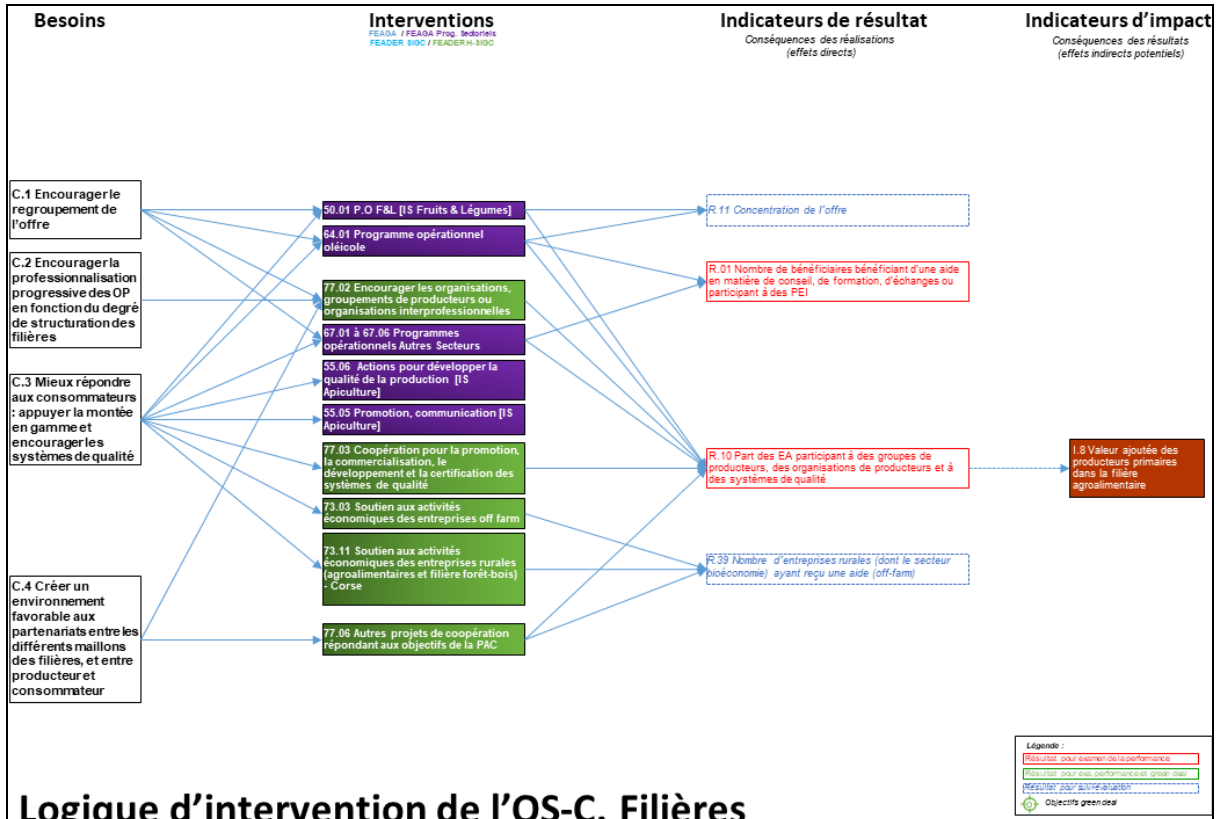 Besoins
Interventions
FEAGA / FEAGA Prog. Sectoriels
FEADER SIGC / FEADER H-SIGC
Indicateurs de résultat
Conséquences des réalisations
(effets directs)
Indicateurs d'impact
Conséquences des résultats
(effets indirects potentiels)
C.1 Encourager le
regroupement de
l'offre
C.2 Encourager la
professionnalisation
progressive des OP
en fonction du degré
de structuration des
filières
C.3 Mieux répondre
aux consommateurs
: appuyer la montée
en gamme et
encourager les
systèmes de qualité
C.4 Créer un
environnement
favorable aux
partenariats entre les
différents maillons
des filières, et entre
producteur et
consommateur
50.01 P.O F&L [IS Fruits & Légumes]
64.01 Programme opérationnel
oléicole
77.02 Encourager les organisations,
groupements de producteurs ou
organisations interprofessionnelles
67.01 à 67.06 Programmes
opérationnels Autres Secteurs
55.06 Actions pour développer la
qualité de la production [IS
Apiculture]
55.05 Promotion, communication [IS
Apiculture]
77.03 Coopération pour la promotion,
la commercialisation, le
développement et la certification des
systèmes de qualité
73.03 Soutien aux activités
économiques des entreprises off farm
73.11 Soutien aux activités
économiques des entreprises rurales
(agroalimentaires et filière forêt-bois)
- Corse
77.06 Autres projets de coopération
répondant aux objectifs de la PAC
R.11 Concentration de l'offre
R.01 Nombre de bénéficiaires bénéficiant d'une aide
en matière de conseil, de formation, d'échanges ou
participant à des PEI
R.10 Part des EA participant à des groupes de
producteurs, des organisations de producteurs et à
des systèmes de qualité
R.39 Nombre d'entreprises rurales (dont le secteur
bioéconomie) ayant reçu une aide (off-farm)
I.8 Valeur ajoutée des
producteurs primaires
dans la filière
agroalimentaire
Légende :
Résultat pour examen de la performance
Résultat pour exa. performance et green deal
Résultat pour suivi/évaluation
Objectifs green deal
Logique d'intervention de l'OS-C. Filières